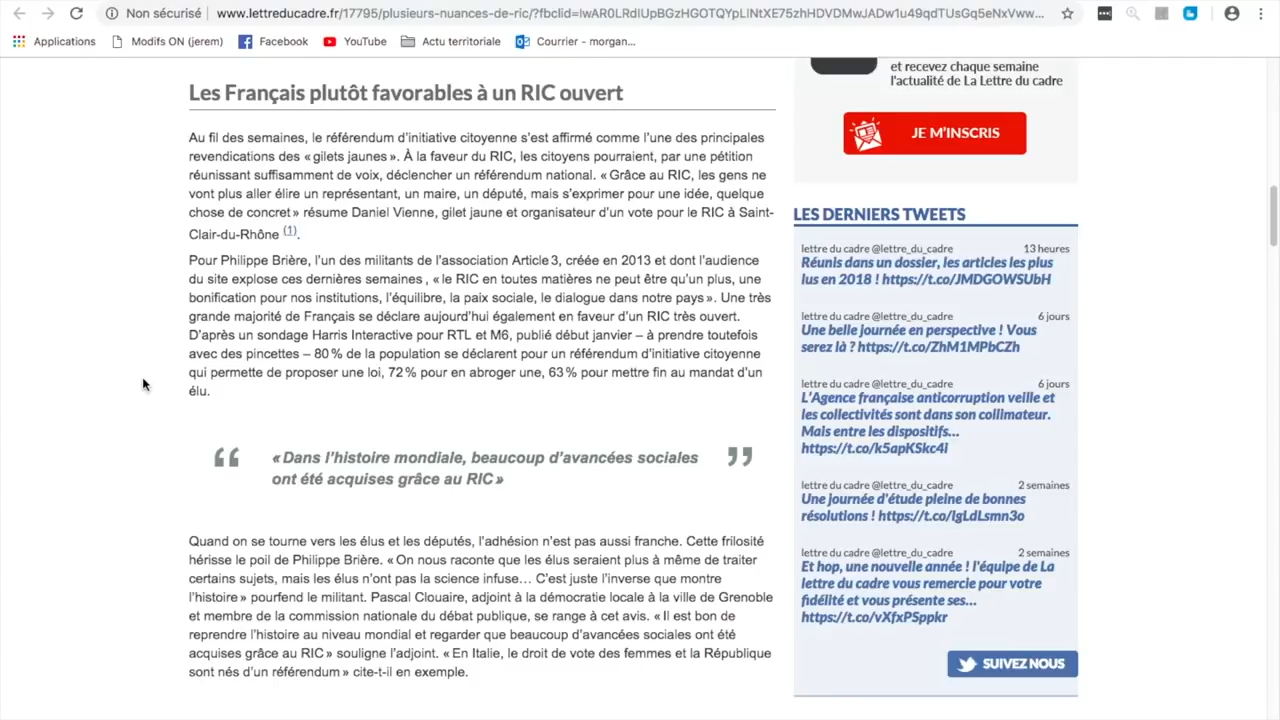 Non sécurisé
www.lettreducadre.fr/17795/plusieurs-nuances-de-ric/?fbclid=IwAR0LRdIUpBGzHGOTQYpLlNtXE75zhHDVDMwJADw1u49qdTUsGq5eNxVww...
Applications
Modifs ON (jerem)
Facebook
YouTube
Actu territoriale
Courrier - morgan...
Les Français plutôt favorables à un RIC ouvert
Au fil des semaines, le référendum d'initiative citoyenne s'est affirmé comme l'une des principales
revendications des « gilets jaunes ». À la faveur du RIC, les citoyens pourraient, par une pétition
réunissant suffisamment de voix, déclencher un référendum national. « Grâce au RIC, les gens ne
vont plus aller élire un représentant, un maire, un député, mais s'exprimer pour une idée, quelque
chose de concret » résume Daniel Vienne, gilet jaune et organisateur d'un vote pour le RIC à Saint-
Clair-du-Rhône (1).
Pour Philippe Brière, l'un des militants de l'association Article 3, créée en 2013 et dont l'audience
du site explose ces dernières semaines , « le RIC en toutes matières ne peut être qu'un plus, une
bonification pour nos institutions, l'équilibre, la paix sociale, le dialogue dans notre pays ». Une très
grande majorité de Français se déclare aujourd'hui également en faveur d'un RIC très ouvert.
D'après un sondage Harris Interactive pour RTL et M6, publié début janvier – à prendre toutefois
avec des pincettes – 80 % de la population se déclarent pour un référendum d'initiative citoyenne
qui permette de proposer une loi, 72 % pour en abroger une, 63 % pour mettre fin au mandat d'un
élu.
“ « Dans l'histoire mondiale, beaucoup d'avancées sociales ”
ont été acquises grâce au RIC »
Quand on se tourne vers les élus et les députés, l'adhésion n'est pas aussi franche. Cette frilosité
hérisse le poil de Philippe Brière. « On nous raconte que les élus seraient plus à même de traiter
certains sujets, mais les élus n'ont pas la science infuse… C'est juste l'inverse que montre
l'histoire » pourfend le militant. Pascal Clouaire, adjoint à la démocratie locale à la ville de Grenoble
et membre de la commission nationale du débat publique, se range à cet avis. « Il est bon de
reprendre l'histoire au niveau mondial et regarder que beaucoup d'avancées sociales ont été
acquises grâce au RIC » souligne l'adjoint. « En Italie, le droit de vote des femmes et la République
sont nés d'un référendum » cite-t-il en exemple.
et recevez chaque semaine
l'actualité de La Lettre du cadre
JE M'INSCRIS
LES DERNIERS TWEETS
lettre du cadre @lettre_du_cadre 13 heures
Réunis dans un dossier, les articles les plus
lus en 2018 ! https://t.co/JMDGOWSUbH
lettre du cadre @lettre_du_cadre 6 jours
Une belle journée en perspective ! Vous
serez là ? https://t.co/ZhM1MPbCZh
lettre du cadre @lettre_du_cadre 6 jours
L'Agence française anticorruption veille et
les collectivités sont dans son collimateur.
Mais entre les dispositifs…
https://t.co/k5apKSkc4i
lettre du cadre @lettre_du_cadre 2 semaines
Une journée d'étude pleine de bonnes
résolutions ! https://t.co/IgLdLsmn3o
lettre du cadre @lettre_du_cadre 2 semaines
Et hop, une nouvelle année ! l'équipe de La
lettre du cadre vous remercie pour votre
fidélité et vous présente ses…
https://t.co/vXfxPSppkr
SUIVEZ NOUS